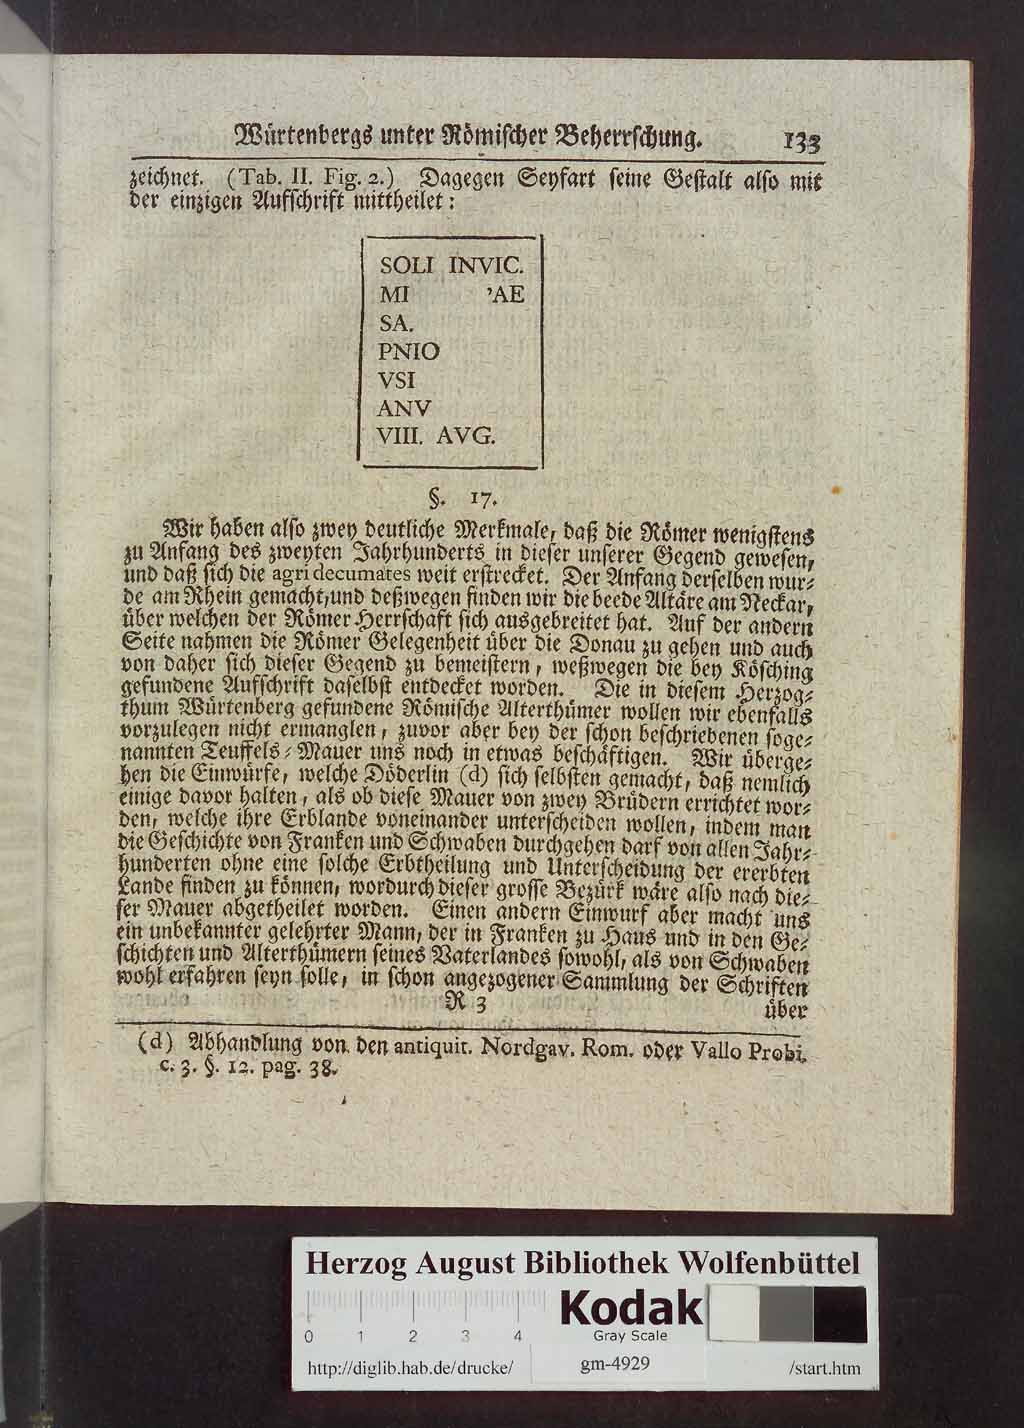 Würtenbergs unter Römischer Beherrschung. 133
zeichnet. (Tab. II. Fig. 2.) Dagegen Seyfart seine Gestalt also mit
der einzigen Aufschrift mittheilet:
SOLI INVIC.
MI 'AE
SA.
PNIO
VSI
ANV
VIII. AVG.
§. 17.
Wir haben also zwey deutliche Merkmale, daß die Römer wenigstens
zu Anfang des zweyten Jahrhunderts in dieser unserer Gegend gewesen,
und daß sich die agri decumates weit erstrecket. Der Anfang derselben wur-
de am Rhein gemacht, und deßwegen finden wir die beede Altäre am Neckar,
über welchen der Römer Herrschaft sich ausgebreitet hat. Auf der andern
Seite nahmen die Römer Gelegenheit über die Donau zu gehen und auch
von daher sich dieser Gegend zu bemeistern, weßwegen die bey Kösching
gefundene Aufschrift daselbst entdecket worden. Die in diesem Herzog-
thum Würtenberg gefundene Römische Alterthümer wollen wir ebenfalls
vorzulegen nicht ermanglen, zuvor aber bey der schon beschriebenen soge-
nannten Teuffels-Mauer uns noch in etwas beschäftigen. Wir überge-
hen die Einwürfe, welche Döderlin (d) sich selbsten gemacht, daß nemlich
einige davor halten, als ob diese Mauer von zwey Brüdern errichtet wor-
den, welche ihre Erblande voneinander unterscheiden wollen, indem man
die Geschichte von Franken und Schwaben durchgehen darf von allen Jahr-
hunderten ohne eine solche Erbtheilung und Unterscheidung der ererbten
Lande finden zu können, wordurch dieser grosse Bezürk wäre also nach die-
ser Mauer abgetheilet worden. Einen andern Einwurf aber macht uns
ein unbekannter gelehrter Mann, der in Franken zu Haus und in den Ge-
schichten und Alterthümern seines Vaterlandes sowohl, als von Schwaben
wohl erfahren seyn solle, in schon angezogener Sammlung der Schriften
R 3 über
(d) Abhandlung von den antiquit. Nordgav. Rom. oder Vallo Probi.
c. 3. §. 12. pag. 38.
Herzog August Bibliothek Wolfenbüttel
0 1 2 3 4
Kodak
Gray Scale
http://diglib.hab.de/drucke/ gm-4929 /start.htm